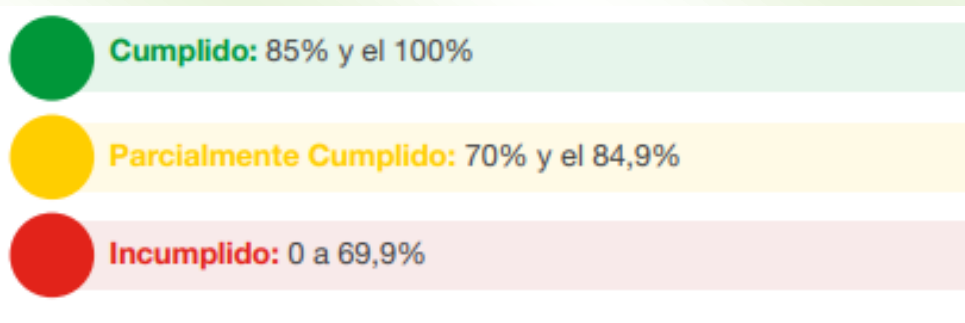 Cumplido: 85% y el 100%
Parcialmente Cumplido: 70% y el 84,9%
Incumplido: 0 a 69,9%